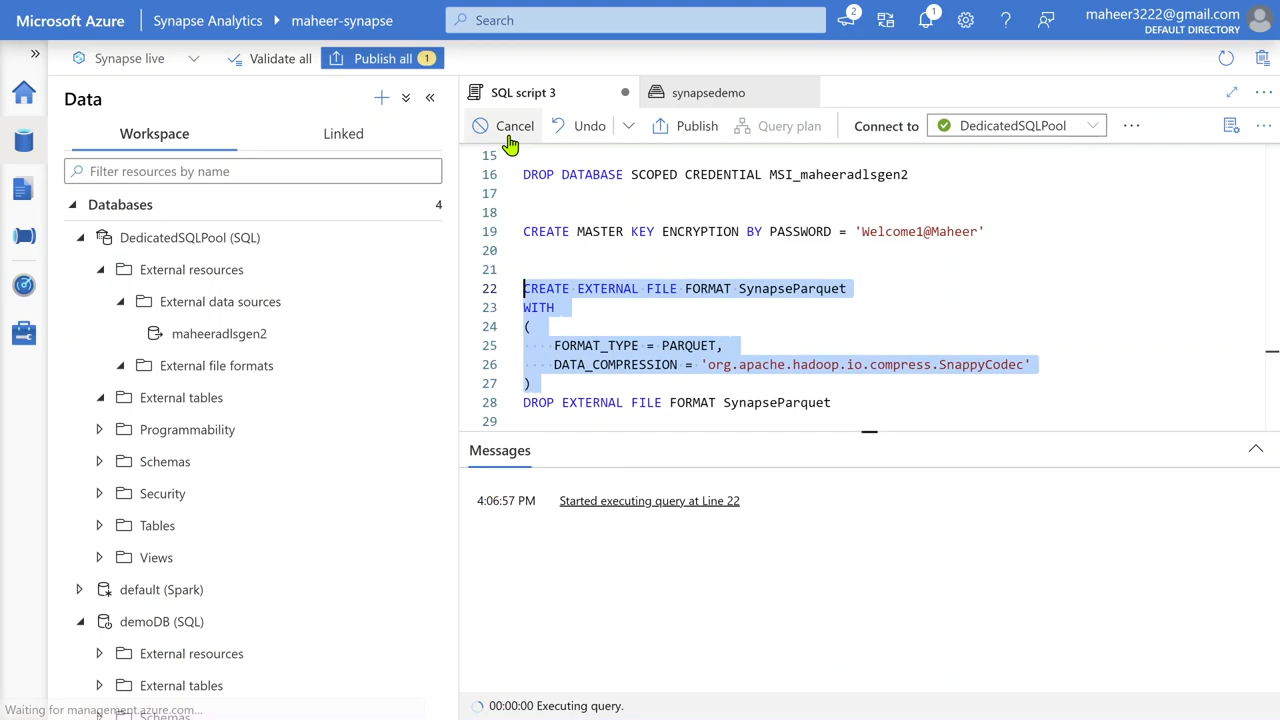 Microsoft Azure
Synapse Analytics
maheer-synapse
Search
2
1
maheer3222@gmail.com
DEFAULT DIRECTORY
Synapse live
Validate all
Publish all
1
Data
Workspace
Linked
Filter resources by name
Databases
4
DedicatedSQLPool (SQL)
External resources
External data sources
maheeradlsgen2
External file formats
External tables
Programmability
Schemas
Security
Tables
Views
default (Spark)
demoDB (SQL)
External resources
External tables
Schemas
Waiting for management.azure.com...
SQL script 3
synapsedemo
Cancel
Undo
Publish
Query plan
Connect to
DedicatedSQLPool
15
16 DROP DATABASE SCOPED CREDENTIAL MSI_maheeradlsgen2
17
18
19 CREATE MASTER KEY ENCRYPTION BY PASSWORD = 'Welcome1@Maheer'
20
21
22 CREATE EXTERNAL FILE FORMAT SynapseParquet
23 WITH
24 (
25 FORMAT_TYPE = PARQUET,
26 DATA_COMPRESSION = 'org.apache.hadoop.io.compress.SnappyCodec'
27 )
28 DROP EXTERNAL FILE FORMAT SynapseParquet
29
Messages
4:06:57 PM Started executing query at Line 22
00:00:00 Executing query.